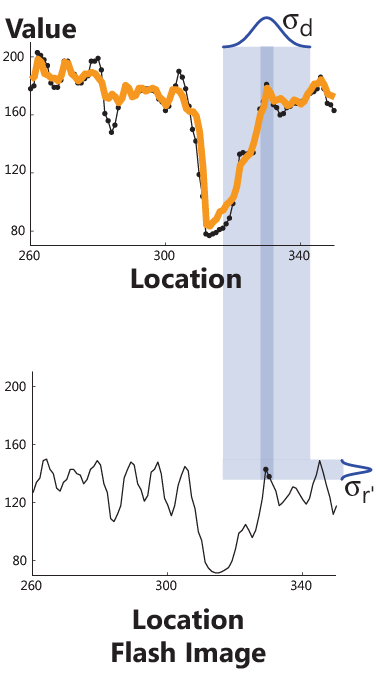 Value
σd
200
160
120
80
260 300 340
Location
200
160
120
80
σr'
260 300 340
Location
Flash Image